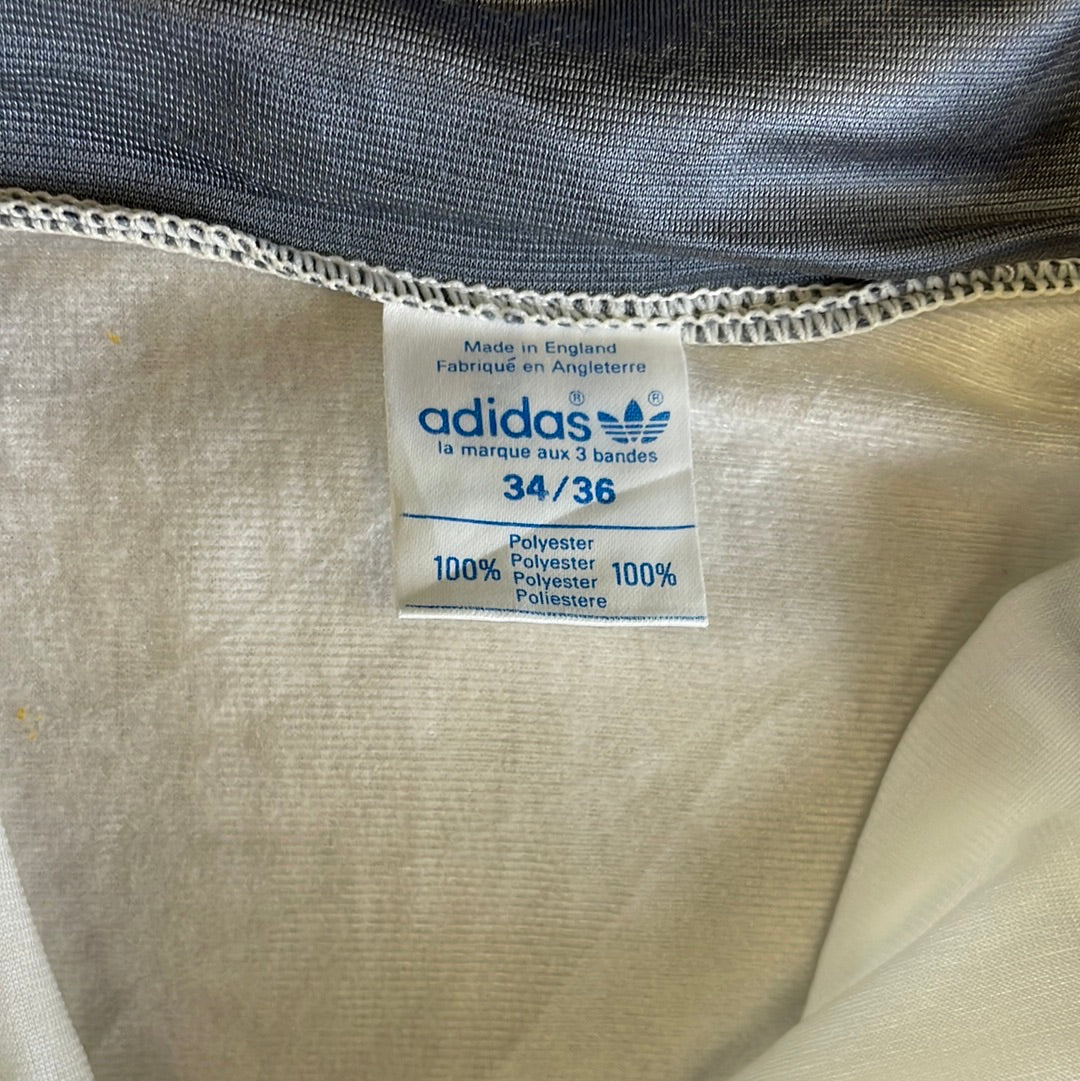 Made in England
Fabriqué en Angleterre
adidas® ®
la marque aux 3 bandes
34/36
Polyester
100% Polyester 100%
Polyester
Poliestere